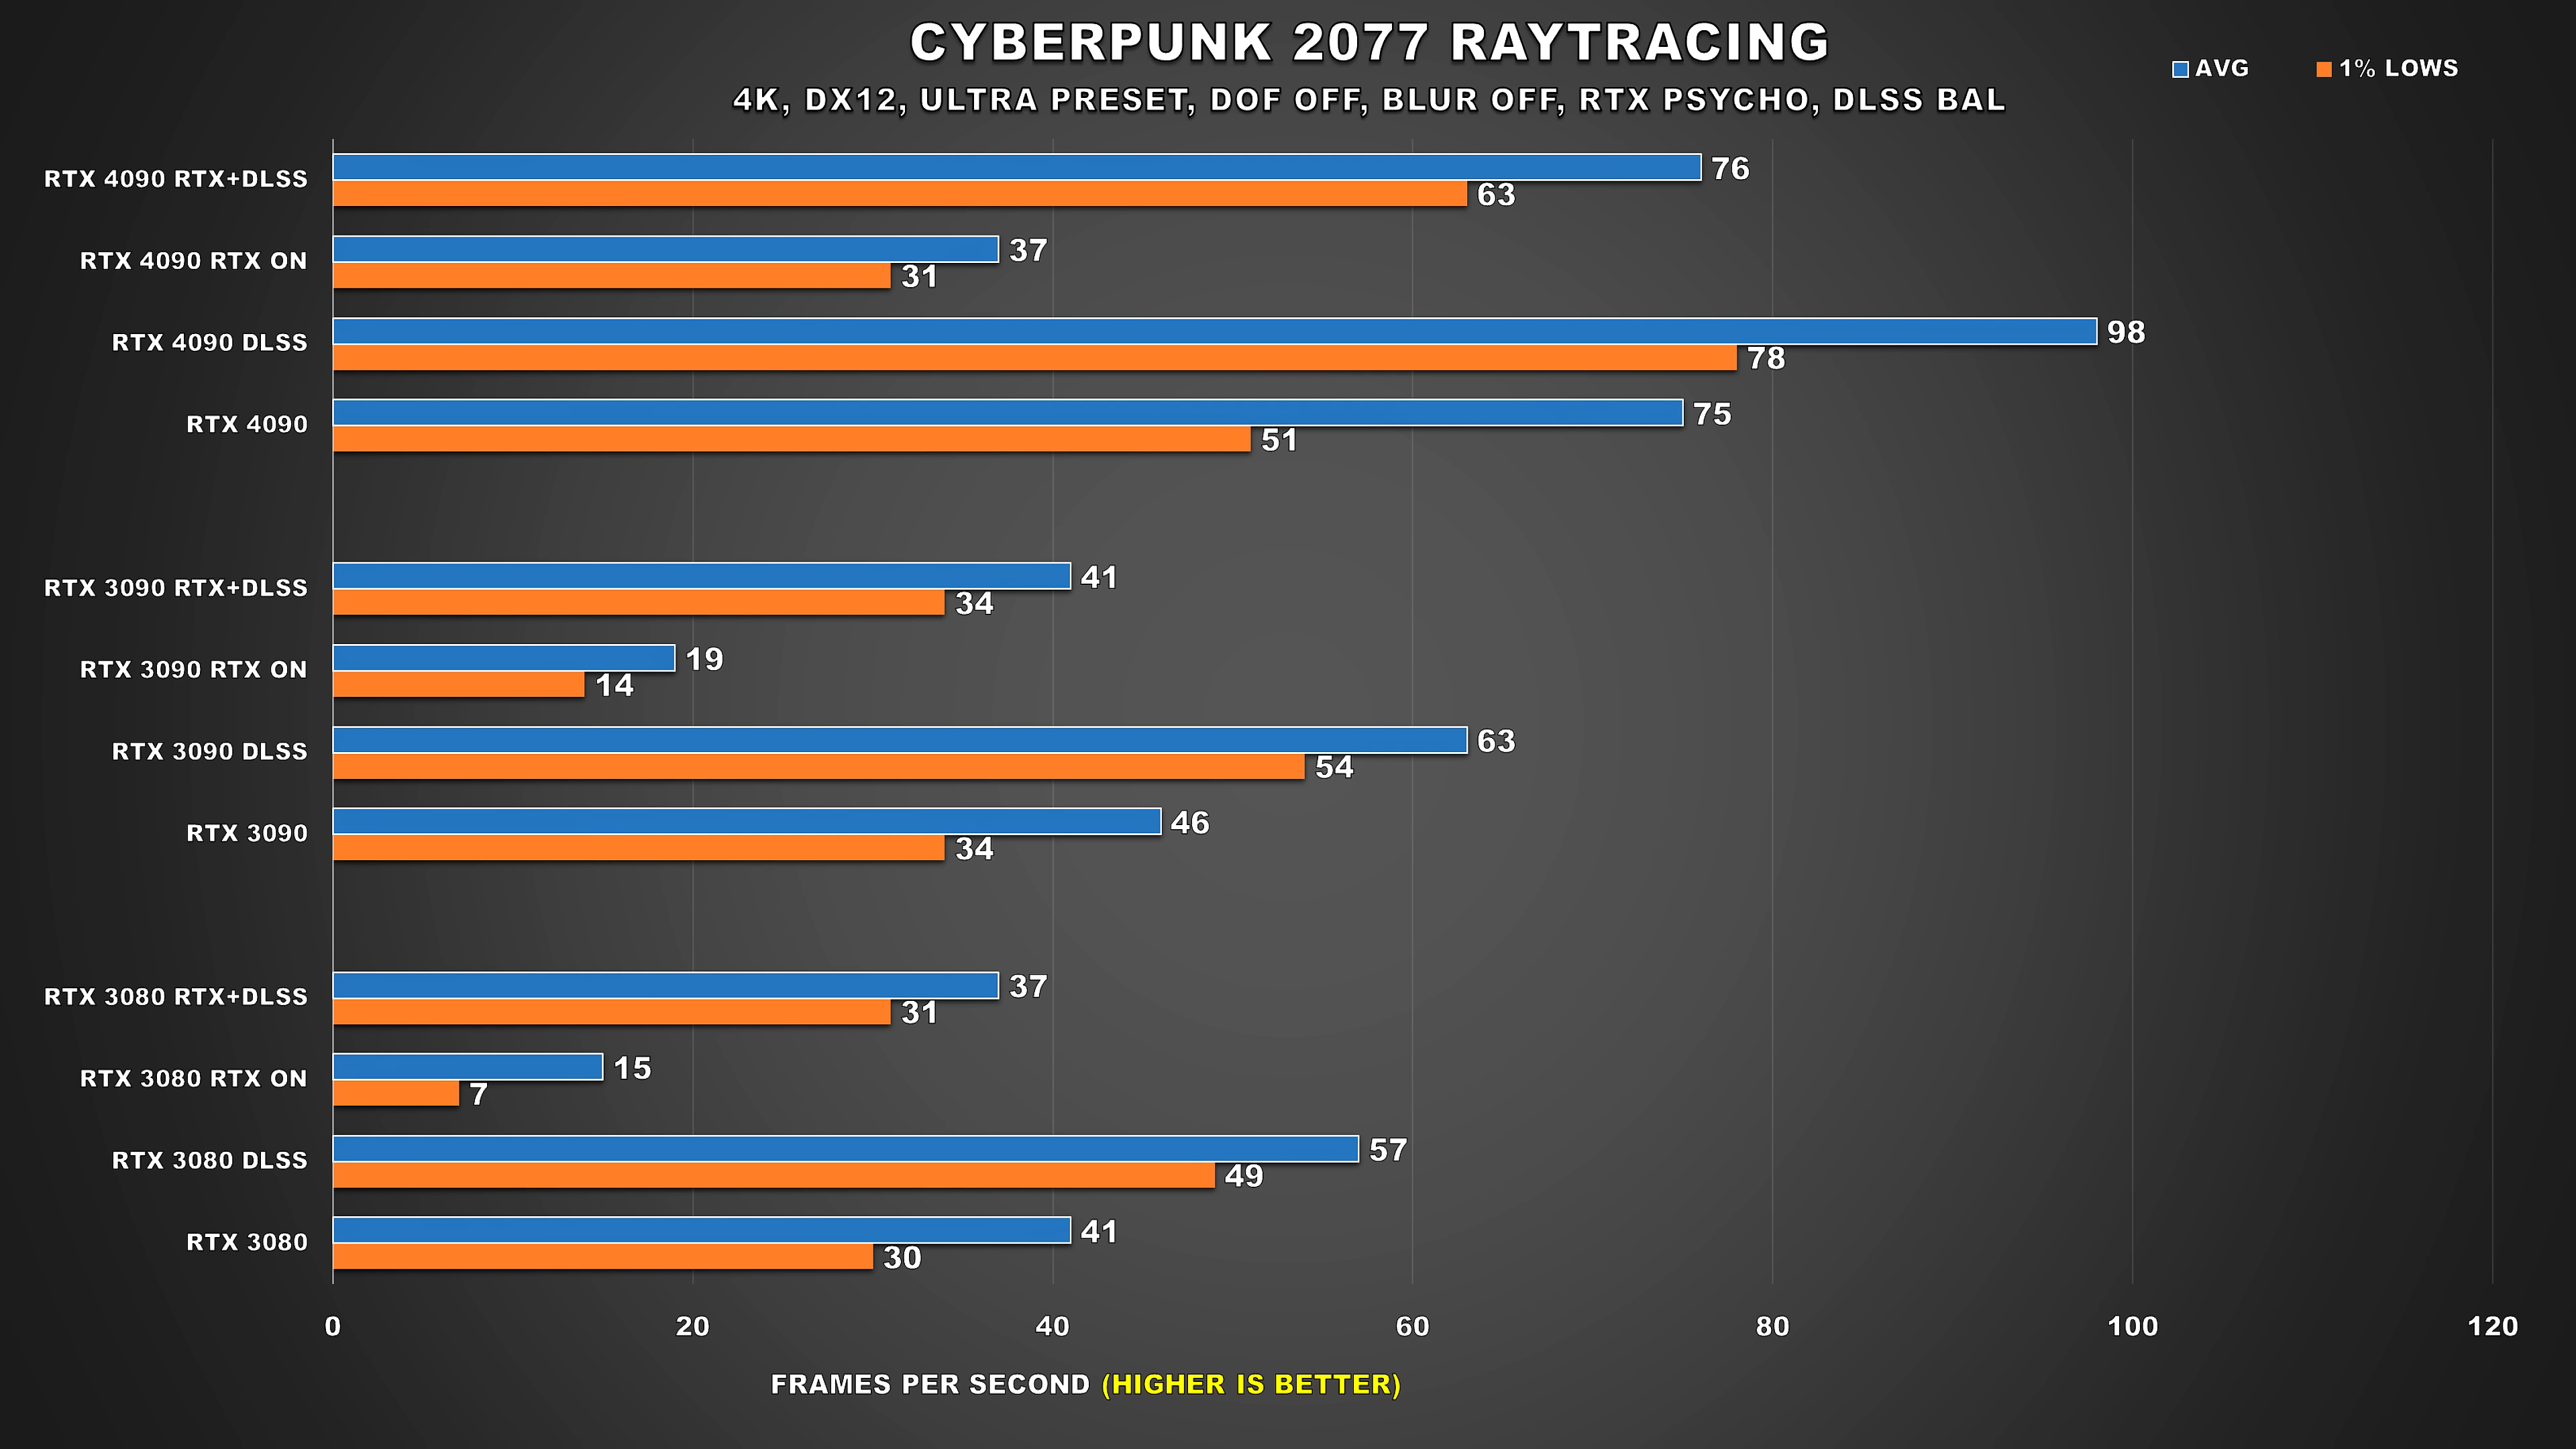 CYBERPUNK 2077 RAYTRACING
AVG
1% LOWS
4K, DX12, ULTRA PRESET, DOF OFF, BLUR OFF, RTX PSYCHO, DLSS BAL
RTX 4090 RTX+DLSS
76
63
RTX 4090 RTX ON
37
31
RTX 4090 DLSS
98
78
RTX 4090
75
51
RTX 3090 RTX+DLSS
41
34
RTX 3090 RTX ON
19
14
RTX 3090 DLSS
63
54
RTX 3090
46
34
RTX 3080 RTX+DLSS
37
31
RTX 3080 RTX ON
15
7
RTX 3080 DLSS
57
49
RTX 3080
41
30
0 20 40 60 80 100 120
FRAMES PER SECOND (HIGHER IS BETTER)